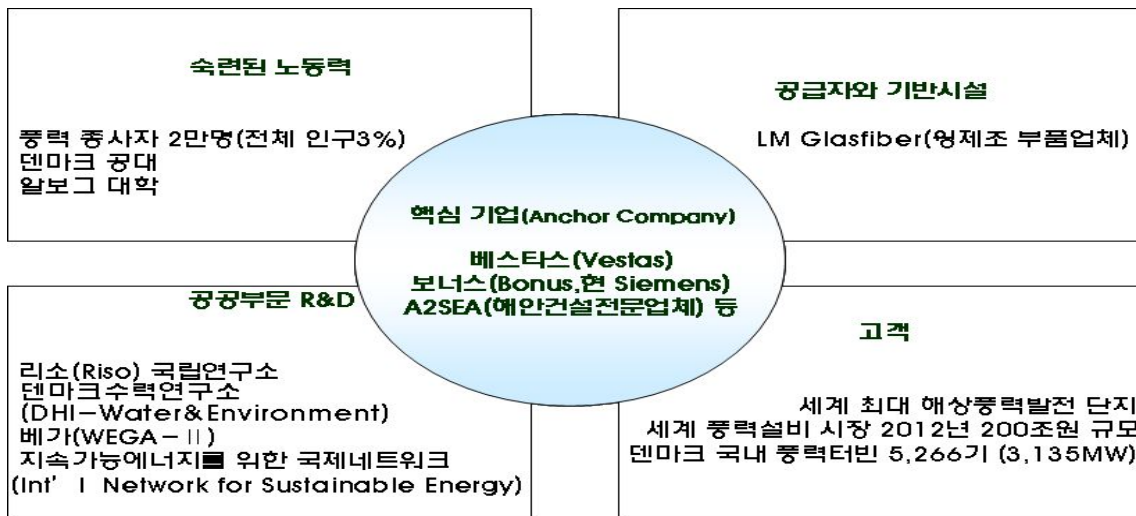 숙련된 노동력
풍력 종사자 2만명(전체 인구3%)
덴마크 공대
알보그 대학
공급자와 기반시설
LM Glasfiber(윙제조 부품업체)
핵심 기업(Anchor Company)
베스타스(Vestas)
보너스(Bonus,현 Siemens)
A2SEA(해안건설전문업체) 등
공공부문 R&D
리소(Riso) 국립연구소
덴마크수력연구소
(DHI-Water&Environment)
베가(WEGA-Ⅱ)
지속가능에너지를 위한 국제네트워크
(Int' l Network for Sustainable Energy)
고객
세계 최대 해상풍력발전 단지
세계 풍력설비 시장 2012년 200조원 규모
덴마크 국내 풍력터빈 5,266기 (3,135MW)